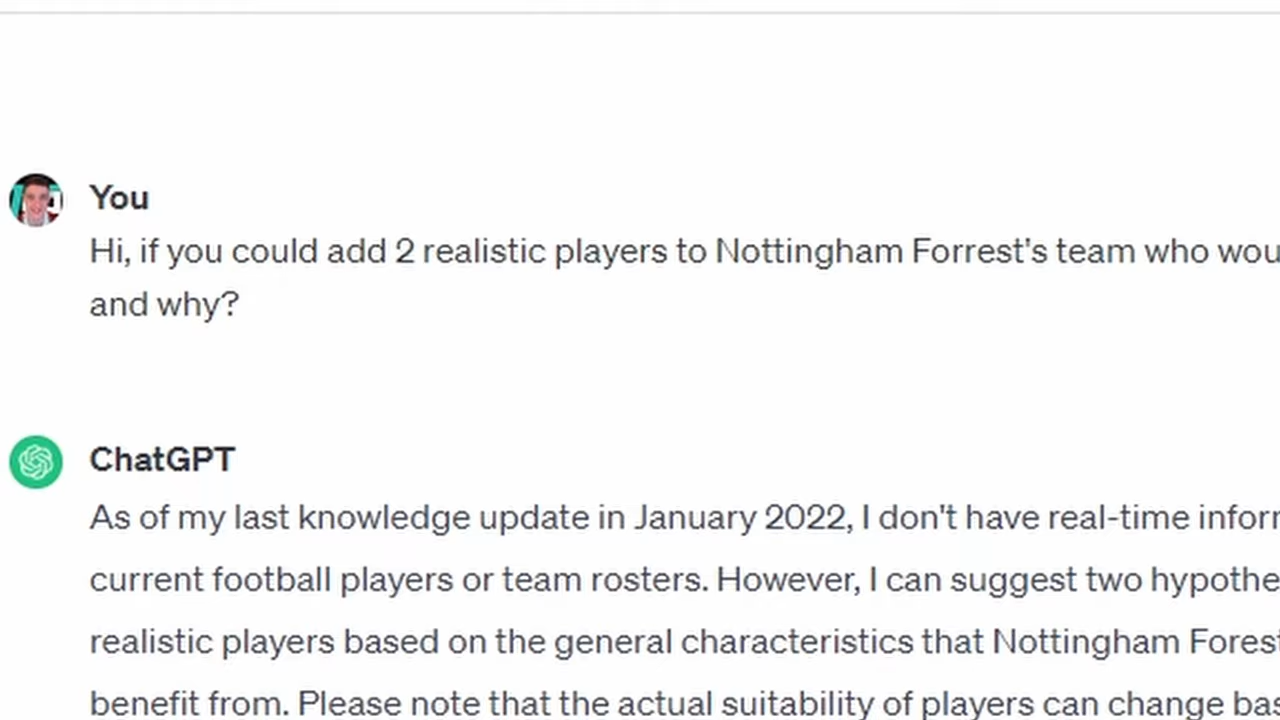 You
Hi, if you could add 2 realistic players to Nottingham Forrest's team who wou
and why?
ChatGPT
As of my last knowledge update in January 2022, I don't have real-time infor
current football players or team rosters. However, I can suggest two hypothe
realistic players based on the general characteristics that Nottingham Forest
benefit from. Please note that the actual suitability of players can change bas